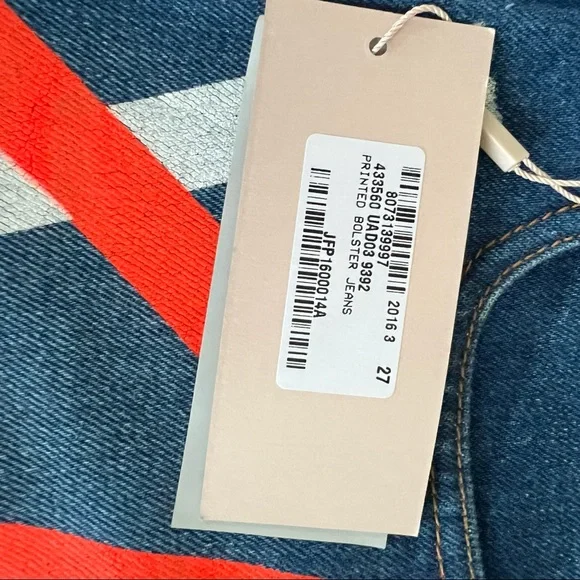 8073139997 2016 3 27
433560 UAD03 9392
PRINTED BOLSTER JEANS
JFP1600014A